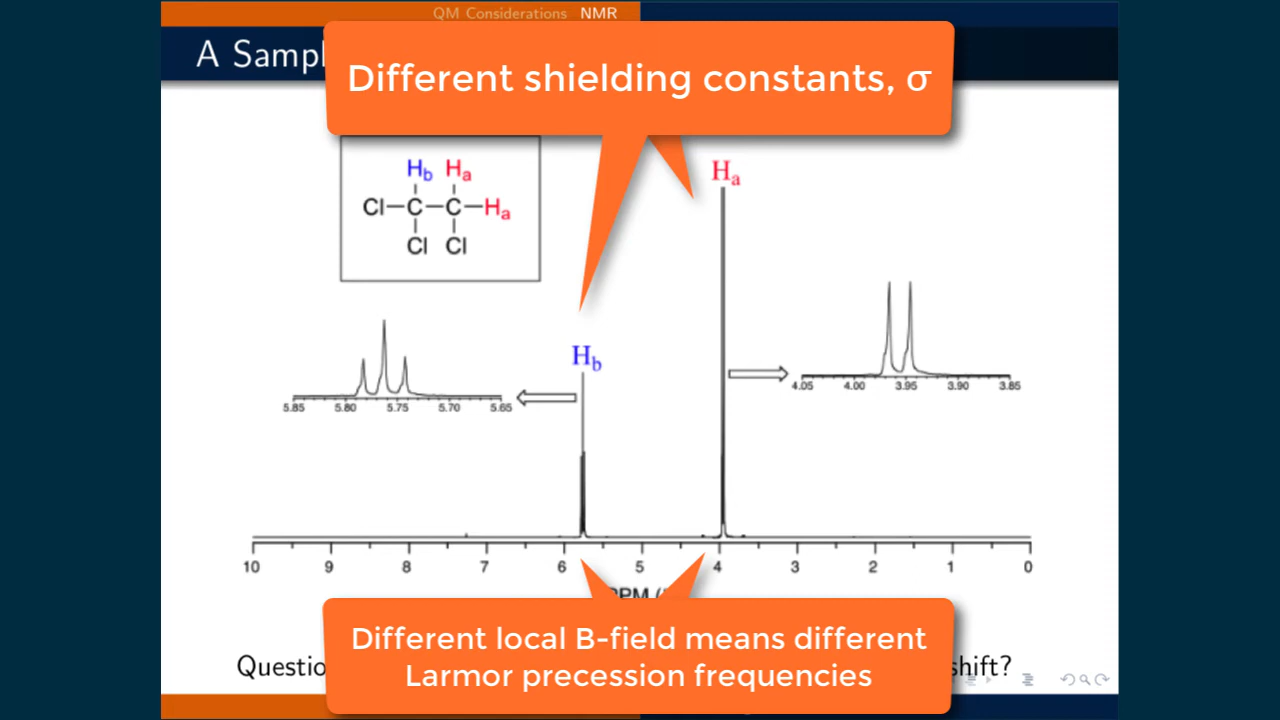 QM Considerations NMR
A Sampl
Different shielding constants, σ
Hb Ha
Cl–C–C–Ha
Cl Cl
Ha
Hb
5.85 5.80 5.75 5.70 5.65
4.05 4.00 3.95 3.90 3.85
10 9 8 7 6 5 4 3 2 1 0
PPM (
Different local B-field means different
Larmor precession frequencies
Questio shift?